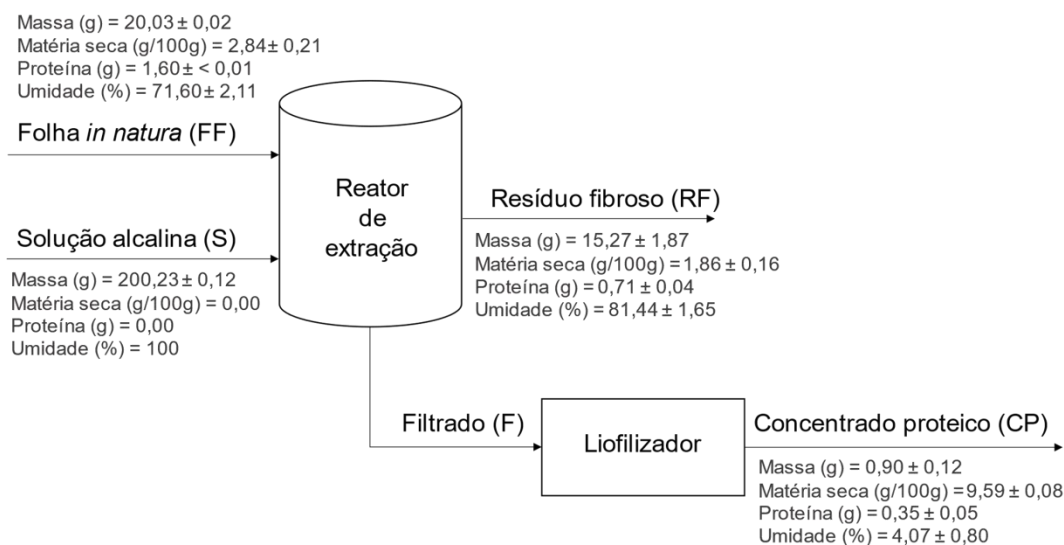 Massa (g) = 20,03 ± 0,02
Matéria seca (g/100g) = 2,84± 0,21
Proteína (g) = 1,60± < 0,01
Umidade (%) = 71,60± 2,11
Folha in natura (FF)
Solução alcalina (S)
Massa (g) = 200,23 ± 0,12
Matéria seca (g/100g) = 0,00
Proteína (g) = 0,00
Umidade (%) = 100
Reator
de
extração
Resíduo fibroso (RF)
Massa (g) = 15,27 ± 1,87
Matéria seca (g/100g) =1,86 ± 0,16
Proteína (g) = 0,71 ± 0,04
Umidade (%) = 81,44 ± 1,65
Filtrado (F)
Liofilizador
Concentrado proteico (CP)
Massa (g) = 0,90 ± 0,12
Matéria seca (g/100g) =9,59 ± 0,08
Proteína (g) = 0,35 ± 0,05
Umidade (%) = 4,07 ± 0,80